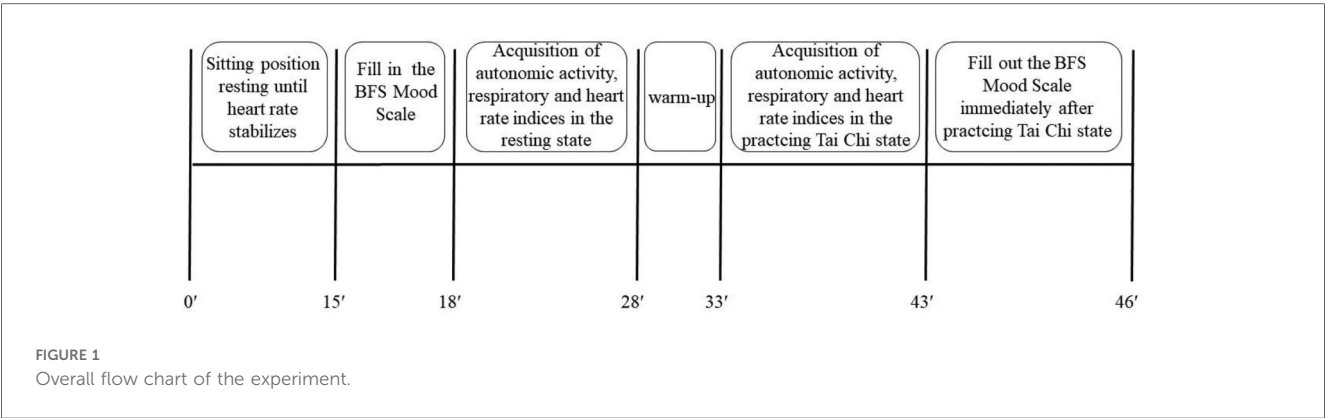 Sitting position
resting until
heart rate
stabilizes
Fill in the
BFS Mood
Scale
Acquisition of
autonomic activity,
respiratory and heart
rate indices in the
resting state
warm-up
Acquisition of
autonomic activity,
respiratory and heart
rate indices in the
practcing Tai Chi state
Fill out the BFS
Mood Scale
immediately after
practcing Tai Chi state
0′
15′
18′
28′
33′
43′
46′
FIGURE 1
Overall flow chart of the experiment.